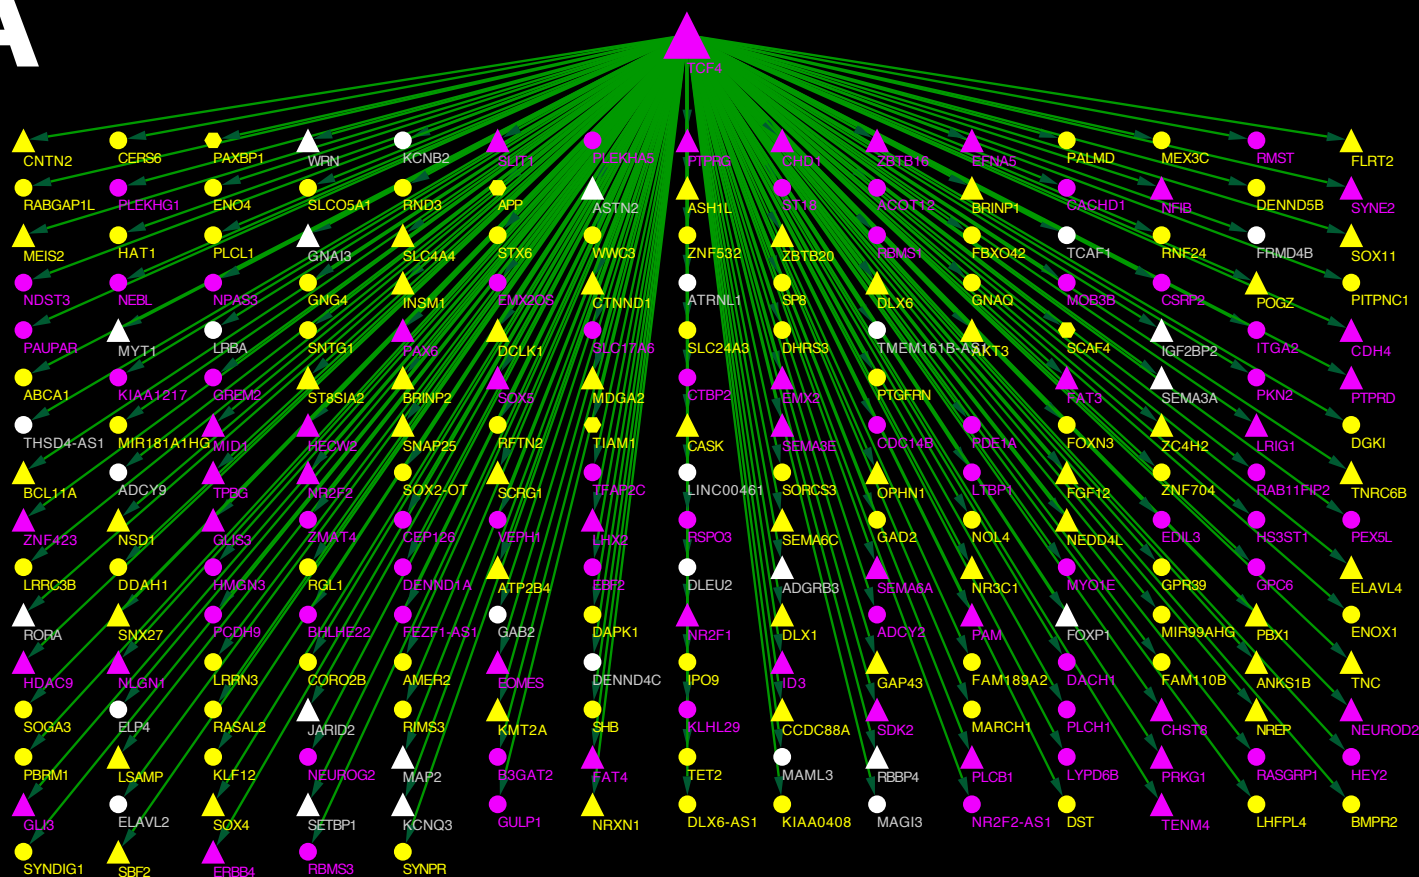 A
TCF4
CNTN2 CERS6 PAXBP1 WRN KCNB2 SLIT1 PLEKHA5 PTPRG CHD1 ZBTB16 EFNA5 PALMD MEX3C RMST FLRT2
RABGAP1L PLEKHG1 ENO4 SLCO5A1 RND3 APP ASTN2 ASH1L ST18 ACOT12 BRINP1 CACHD1 NFIB DENND5B SYNE2
MEIS2 HAT1 PLCL1 GNAI3 SLC4A4 STX6 WWC3 ZNF532 ZBTB20 RBMS1 FBXO42 TCAF1 RNF24 FRMD4B SOX11
NDST3 NEBL NPAS3 GNG4 INSM1 EMX2OS CTNND1 ATRNL1 SP8 DLX6 GNAQ MOB3B CSRP2 POGZ PITPNC1
PAUPAR MYT1 LRBA SNTG1 PAX6 DCLK1 SLC17A6 SLC24A3 DHRS3 TMEM161B-AS1 AKT3 SCAF4 IGF2BP2 ITGA2 CDH4
ABCA1 KIAA1217 GREM2 ST8SIA2 BRINP2 SOX5 MDGA2 CTBP2 EMX2 PTGFRN FAT3 SEMA3A PKN2 PTPRD
THSD4-AS1 MIR181A1HG MID1 HECW2 SNAP25 RFTN2 TIAM1 CASK SEMA3E CDC14B PDE1A FOXN3 ZC4H2 LRIG1 DGKI
BCL11A ADCY9 TPRG NR2F2 SOX2-OT SCRG1 TFAP2C LINC00461 SORCS3 OPHN1 LTBP1 FGF12 ZNF704 RAB11FIP2 TNRC6B
ZNF423 NSD1 GLIS3 ZMAT4 CEP126 VEPH1 LHX2 RSPO3 SEMA6C GAD2 NOL4 NEDD4L EDIL3 HS3ST1 PEX5L
LRRC3B DDAH1 HMGN3 RGL1 DENND1A ATP2B4 EBF2 DLEU2 ADGRB3 SEMA6A NR3C1 MYO1E GPR39 GPC6 ELAVL4
RORA SNX27 PCDH9 BHLHE22 FEZF1-AS1 GAB2 DAPK1 NR2F1 DLX1 ADCY2 PAM FOXP1 MIR99AHG PBX1 ENOX1
HDAC9 NLGN1 LRRN3 CORO2B AMER2 EOMES DENND4C IPO9 ID3 GAP43 FAM189A2 DACH1 FAM110B ANKS1B TNC
SOGA3 ELP4 RASAL2 JARID2 RIMS3 KMT2A SHB KLHL29 CCDC88A SDK2 MARCH1 PLCH1 CHST8 NREP NEUROD2
PBRM1 LSAMP KLF12 NEUROG2 MAP2 B3GAT2 FAT4 TET2 MAML3 RBBP4 PLCB1 LYPD6B PRKG1 RASGRP1 HEY2
GLI3 ELAVL2 SOX4 SETBP1 KCNQ3 GULP1 NRXN1 DLX6-AS1 KIAA0408 MAGI3 NR2F2-AS1 DST TENM4 LHFPL4 BMPR2
SYNDIG1 SBF2 ERBB4 RBMS3 SYNPR